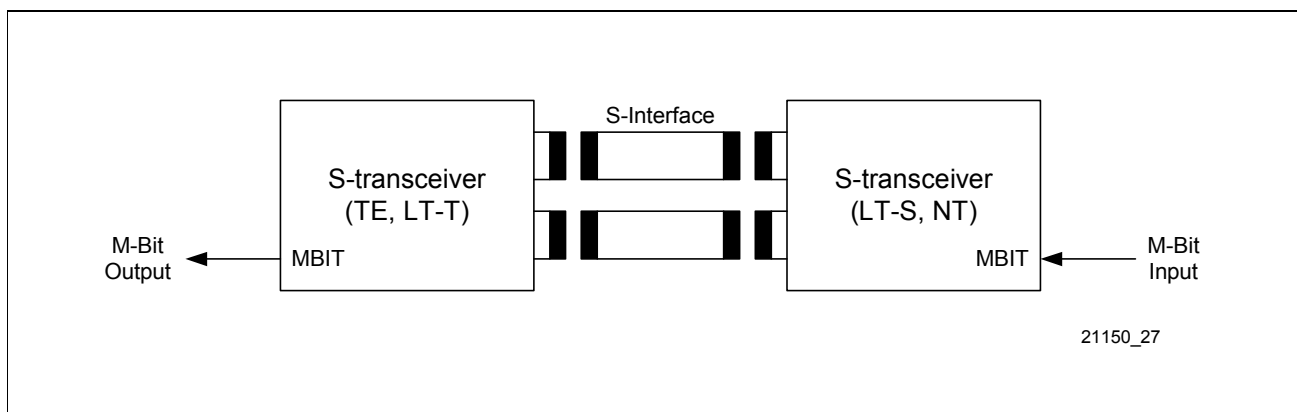 S-Interface
S-transceiver
(TE, LT-T)
S-transceiver
(LT-S, NT)
M-Bit
Output
MBIT
MBIT
M-Bit
Input
21150_27